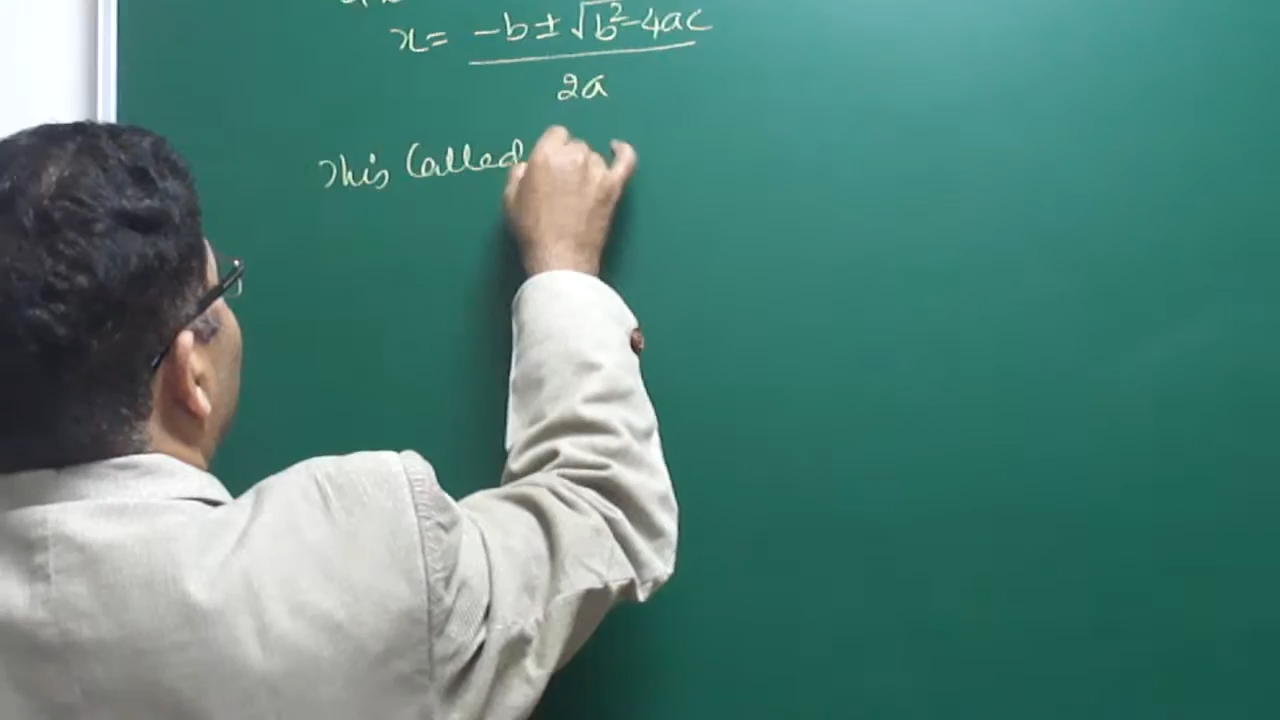 x = -b ± √b²-4ac / 2a
This Called